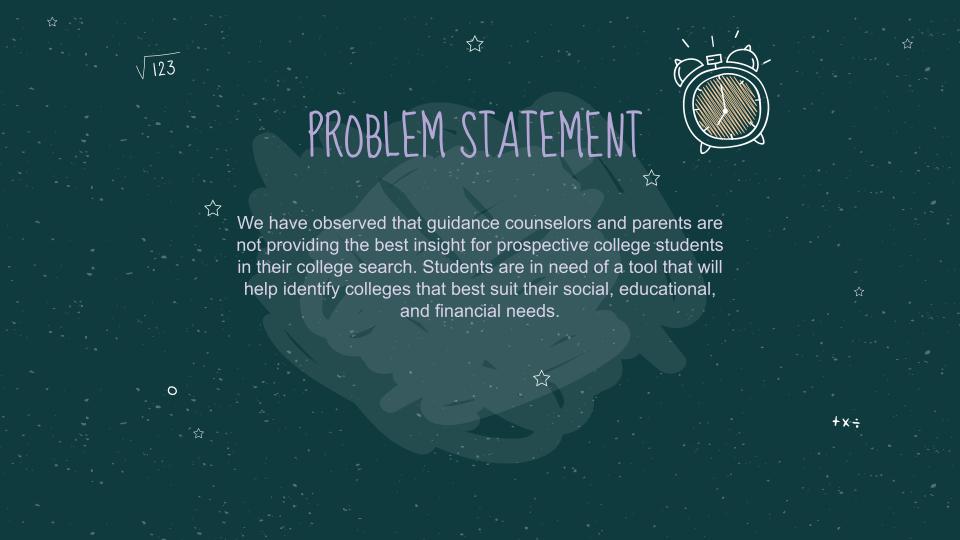 √123
PROBLEM STATEMENT
We have observed that guidance counselors and parents are
not providing the best insight for prospective college students
in their college search. Students are in need of a tool that will
help identify colleges that best suit their social, educational,
and financial needs.
+×÷